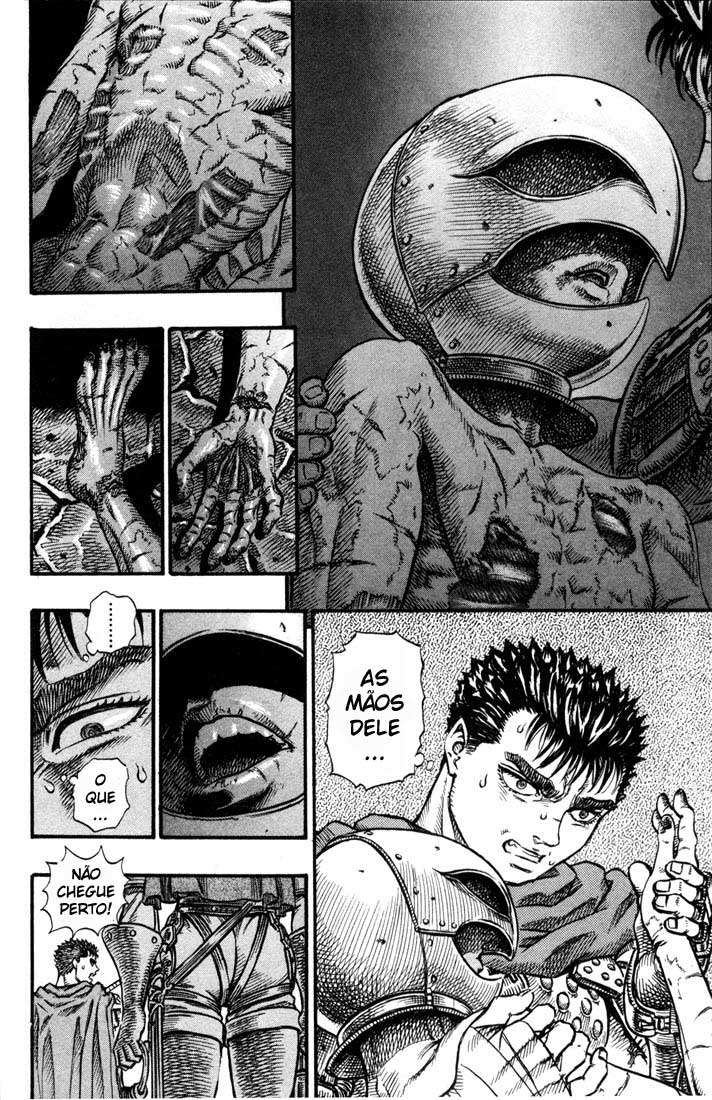 AS
MÃOS
DELE
...
.......
O
QUE ...
NÃO
CHEGUE
PERTO!